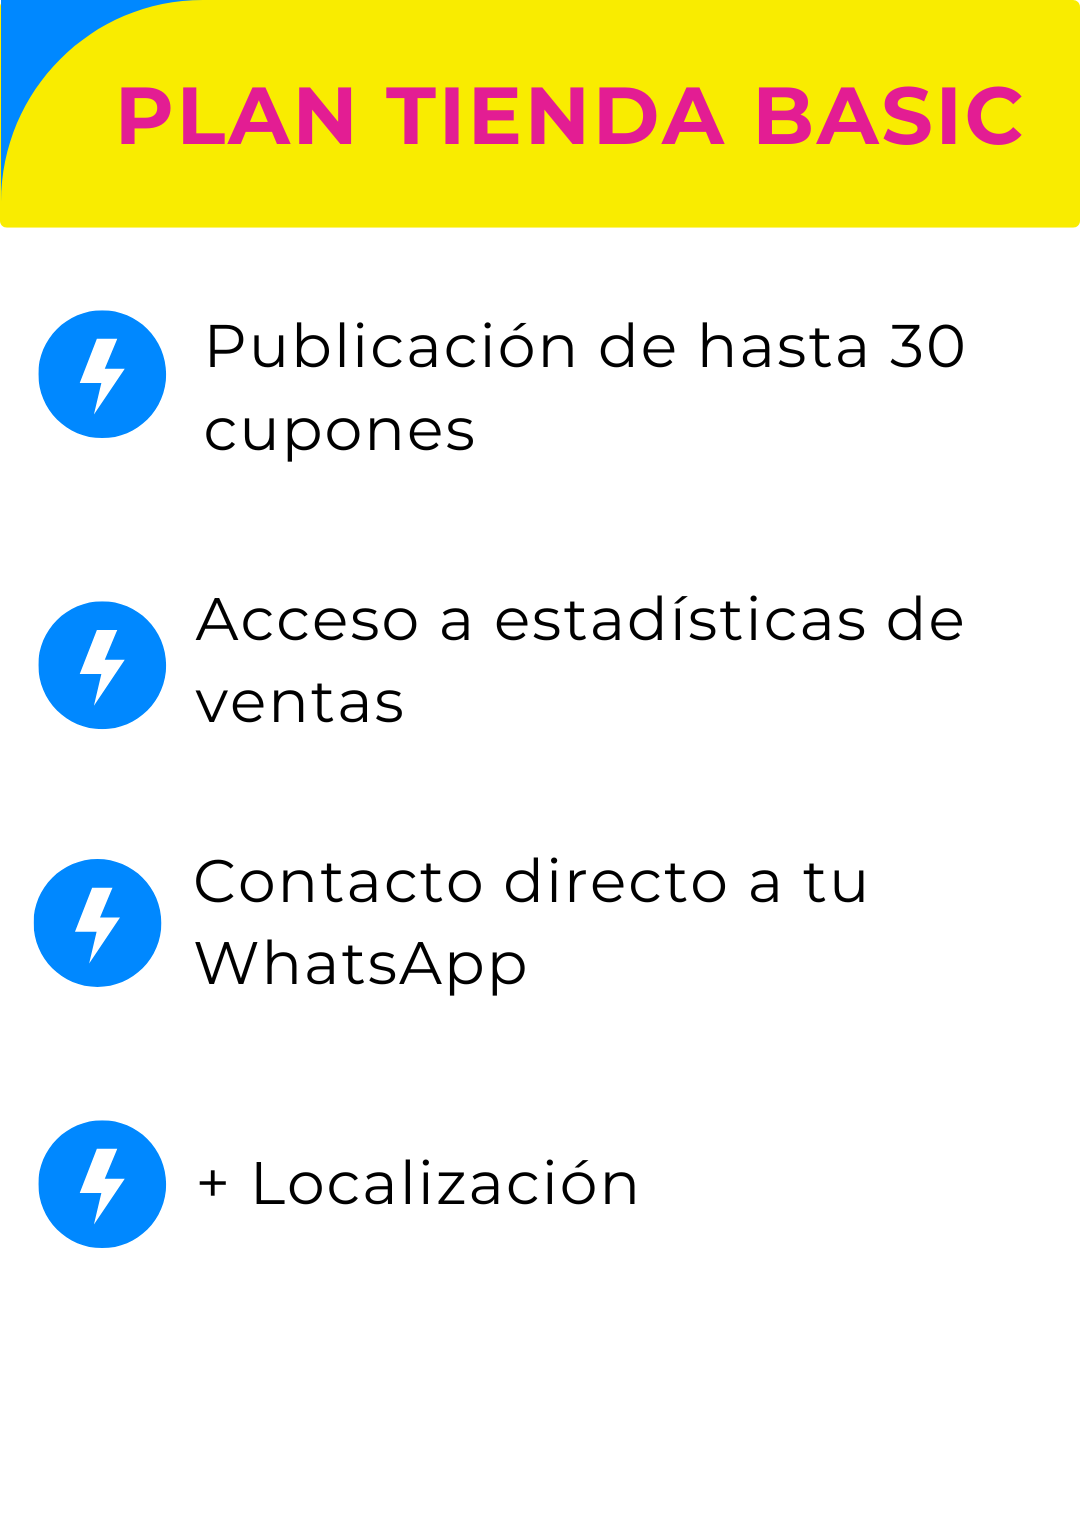 PLAN TIENDA BASIC
Publicación de hasta 30
cupones
Acceso a estadísticas de
ventas
Contacto directo a tu
WhatsApp
+ Localización